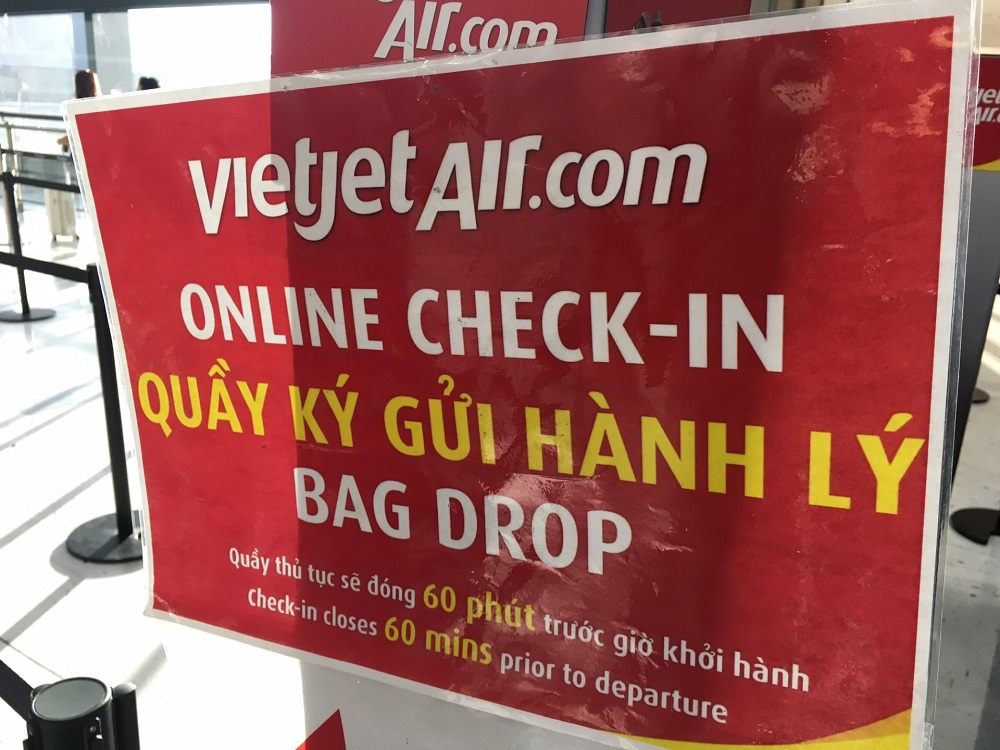 Air.com
vietjetAir.com
ONLINE CHECK-IN
QUẦY KÝ GỬI HÀNH LÝ
BAG DROP
Quầy thủ tục sẽ đóng 60 phút trước giờ khởi hành
Check-in closes 60 mins prior to departure